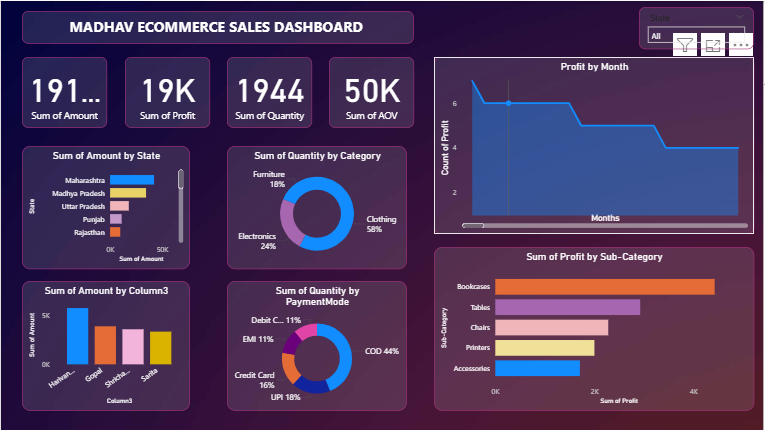 MADHAV ECOMMERCE SALES DASHBOARD
State
All
191...
Sum of Amount
19K
Sum of Profit
1944
Sum of Quantity
50K
Sum of AOV
Profit by Month
Count of Profit
6
4
2
Months
Sum of Amount by State
State
Maharashtra
Madhya Pradesh
Uttar Pradesh
Punjab
Rajasthan
0K
50K
Sum of Amount
Sum of Quantity by Category
Furniture
18%
Electronics
24%
Clothing
58%
Sum of Amount by Column3
Sum of Amount
5K
0K
Harivan...
Gopal
Shricha...
Sarita
Column3
Sum of Quantity by
PaymentMode
Debit C... 11%
EMI 11%
Credit Card
16%
UPI 18%
COD 44%
Sum of Profit by Sub-Category
Sub-Category
Bookcases
Tables
Chairs
Printers
Accessories
0K
2K
4K
Sum of Profit